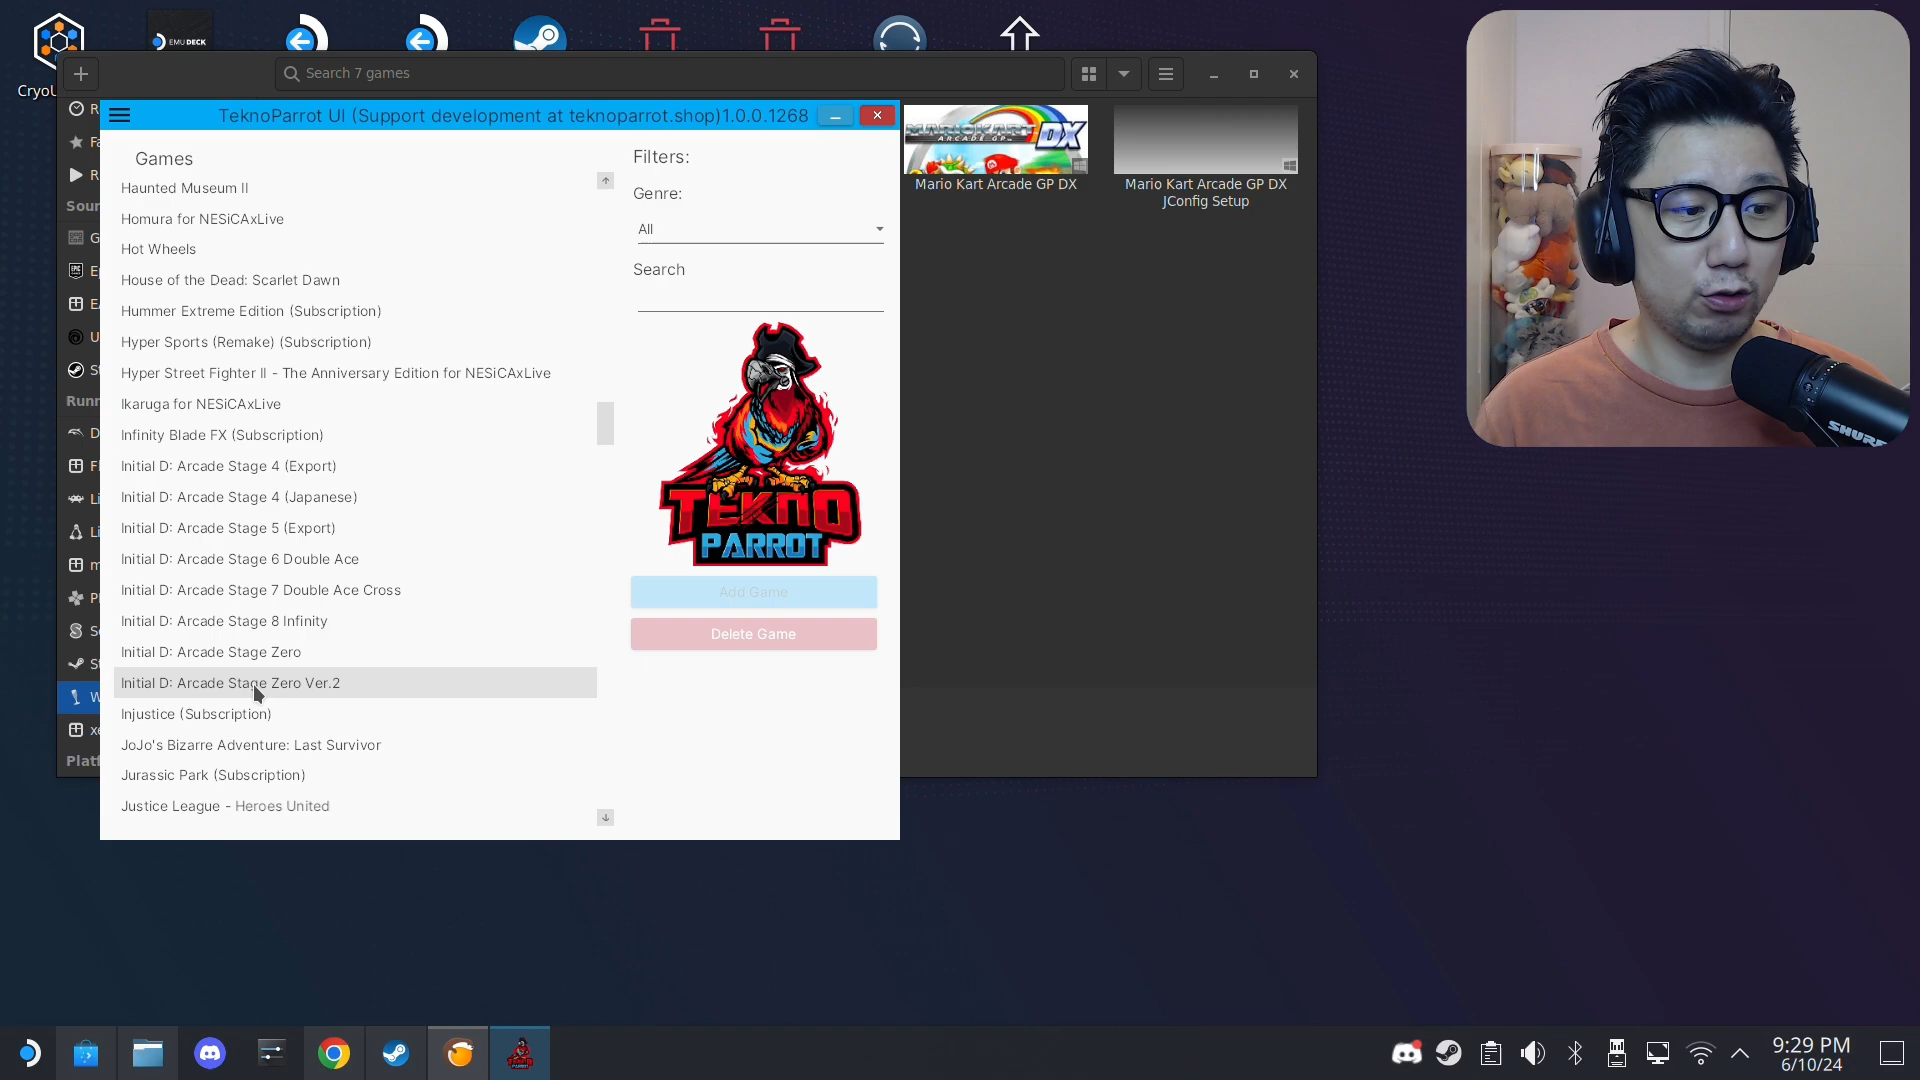 EMU DECK
Search 7 games
TeknoParrot UI (Support development at teknoparrot.shop)1.0.0.1268
Games
Haunted Museum II
Homura for NESiCAxLive
Hot Wheels
House of the Dead: Scarlet Dawn
Hummer Extreme Edition (Subscription)
Hyper Sports (Remake) (Subscription)
Hyper Street Fighter II - The Anniversary Edition for NESiCAxLive
Ikaruga for NESiCAxLive
Infinity Blade FX (Subscription)
Initial D: Arcade Stage 4 (Export)
Initial D: Arcade Stage 4 (Japanese)
Initial D: Arcade Stage 5 (Export)
Initial D: Arcade Stage 6 Double Ace
Initial D: Arcade Stage 7 Double Ace Cross
Initial D: Arcade Stage 8 Infinity
Initial D: Arcade Stage Zero
Initial D: Arcade Stage Zero Ver.2
Injustice (Subscription)
JoJo's Bizarre Adventure: Last Survivor
Jurassic Park (Subscription)
Justice League - Heroes United
Filters:
Genre:
All
Search
TEKNO
PARROT
Add Game
Delete Game
MARIOKART
ARCADE GP DX
Mario Kart Arcade GP DX
Mario Kart Arcade GP DX
JConfig Setup
SHURE
9:29 PM
6/10/24